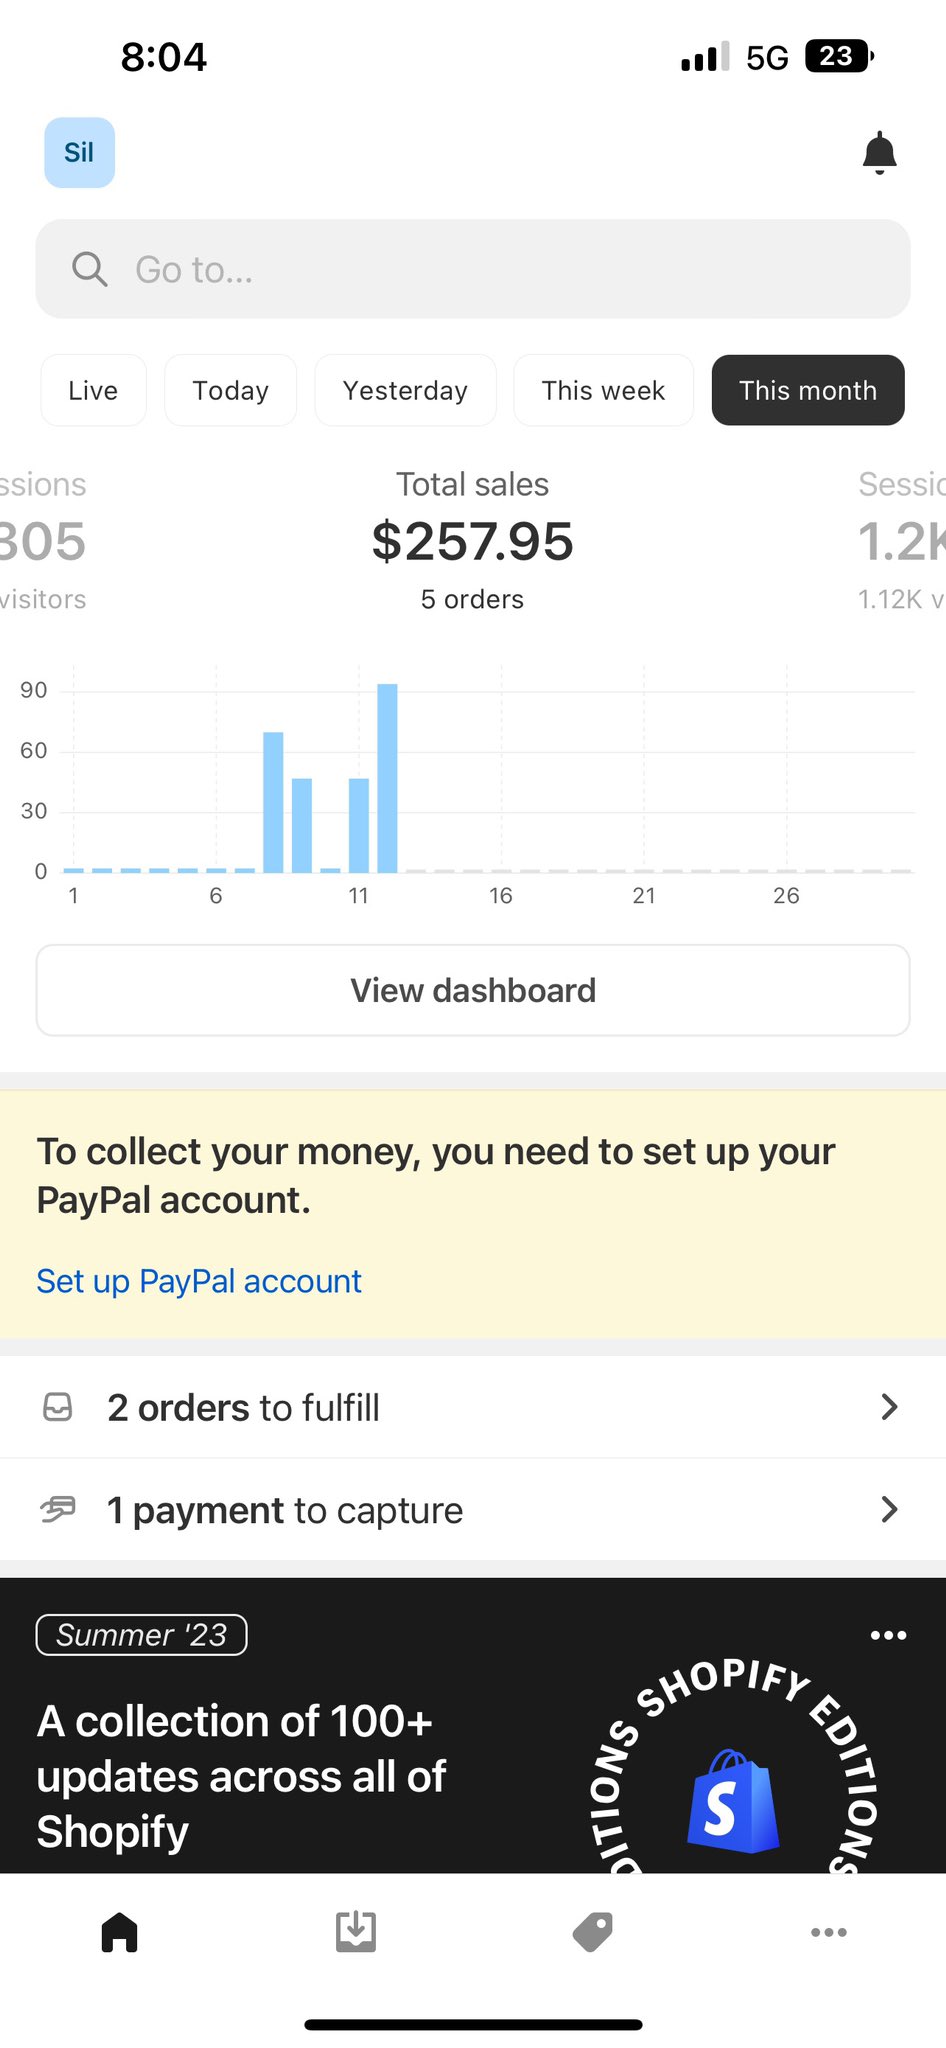 8:04
5G
23
Sil
Go to...
Live
Today
Yesterday
This week
This month
ssions
Total sales
Sessio
305
$257.95
1.2K
visitors
5 orders
1.12K v
90
60
30
0
1
6
11
16
21
26
View dashboard
To collect your money, you need to set up your
PayPal account.
Set up PayPal account
2 orders to fulfill
1 payment to capture
Summer '23
A collection of 100+
updates across all of
Shopify
DITIONS SHOPIFY EDITIONS
S